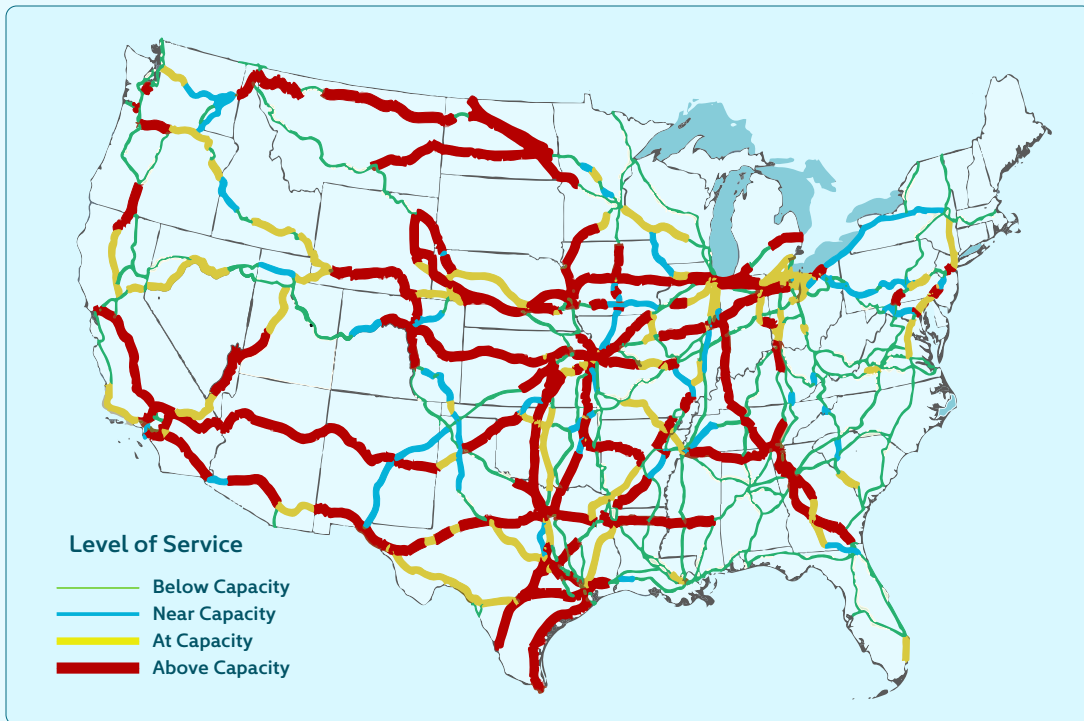 Level of Service
Below Capacity
Near Capacity
At Capacity
Above Capacity